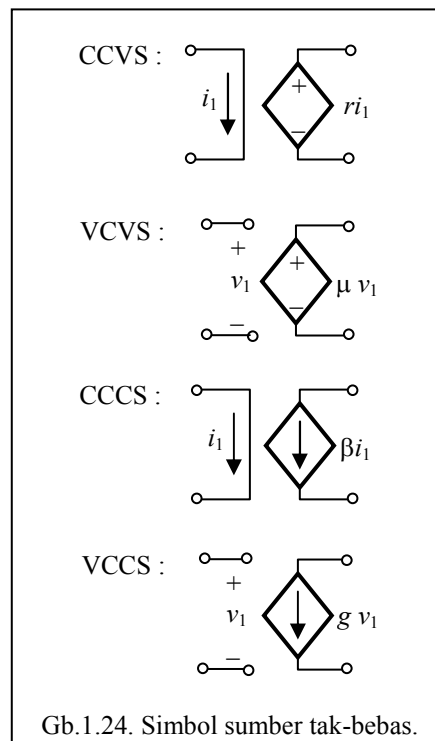 CCVS :
+
i1
ri1
−
VCVS :
+
+
v1
μ v1
−
−
CCCS :
i1
βi1
VCCS :
+
v1
g v1
−
Gb.1.24. Simbol sumber tak-bebas.